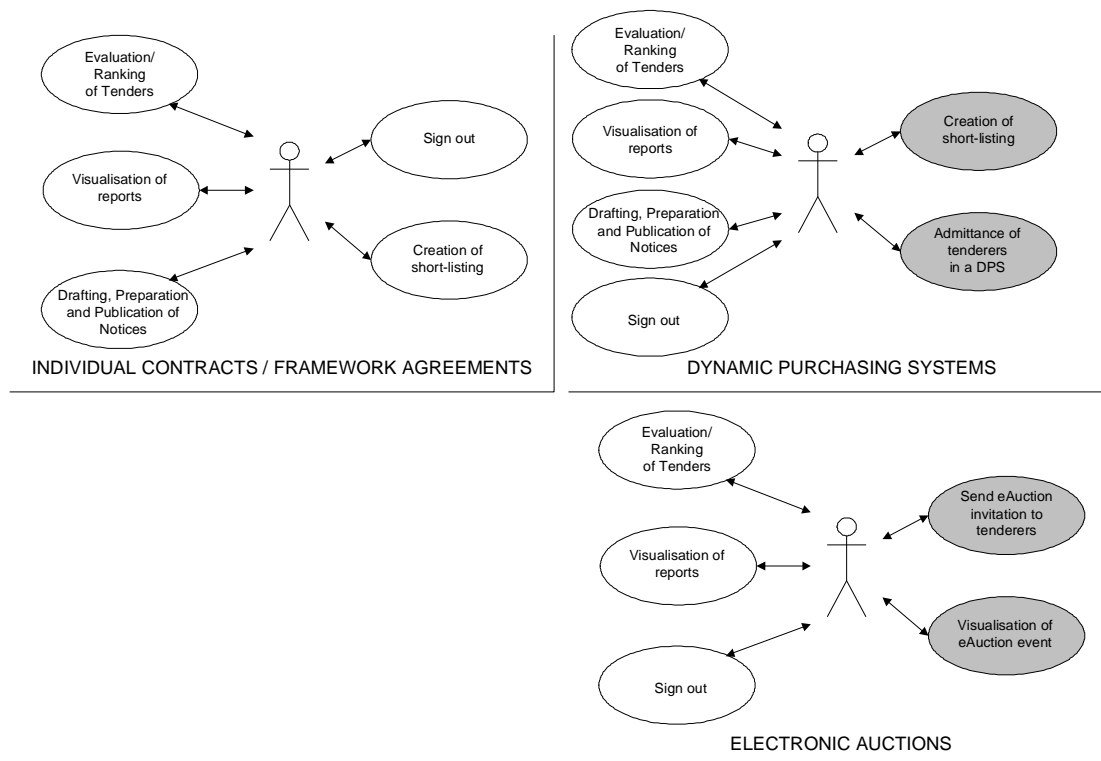 Evaluation/
Ranking
of Tenders
Visualisation of
reports
Drafting, Preparation
and Publication of
Notices
Sign out
Creation of
short-listing
INDIVIDUAL CONTRACTS / FRAMEWORK AGREEMENTS
Evaluation/
Ranking
of Tenders
Visualisation of
reports
Drafting, Preparation
and Publication of
Notices
Sign out
Creation of
short-listing
Admittance of
tenderers
in a DPS
DYNAMIC PURCHASING SYSTEMS
Evaluation/
Ranking
of Tenders
Visualisation of
reports
Sign out
Send eAuction
invitation to
tenderers
Visualisation of
eAuction event
ELECTRONIC AUCTIONS